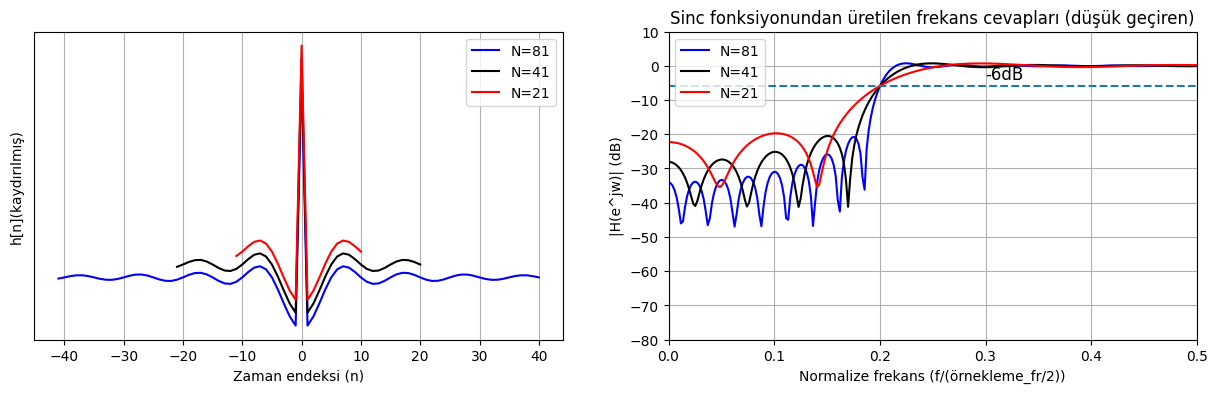 h[n](kaydırılmış)
N=81
N=41
N=21
−40 −30 −20 −10 0 10 20 30 40
Zaman endeksi (n)
Sinc fonksiyonundan üretilen frekans cevapları (düşük geçiren)
|H(e^jw)| (dB)
10
0
−10
−20
−30
−40
−50
−60
−70
−80
N=81
N=41
N=21
-6dB
0.0 0.1 0.2 0.3 0.4 0.5
Normalize frekans (f/(örnekleme_fr/2))